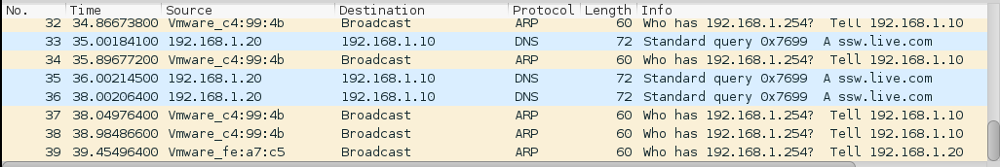 No. Time Source Destination Protocol Length Info
32 34.86673800 Vmware_c4:99:4b Broadcast ARP 60 Who has 192.168.1.254? Tell 192.168.1.10
33 35.00184100 192.168.1.20 192.168.1.10 DNS 72 Standard query 0x7699 A ssw.live.com
34 35.89677200 Vmware_c4:99:4b Broadcast ARP 60 Who has 192.168.1.254? Tell 192.168.1.10
35 36.00214500 192.168.1.20 192.168.1.10 DNS 72 Standard query 0x7699 A ssw.live.com
36 38.00206400 192.168.1.20 192.168.1.10 DNS 72 Standard query 0x7699 A ssw.live.com
37 38.04976400 Vmware_c4:99:4b Broadcast ARP 60 Who has 192.168.1.254? Tell 192.168.1.10
38 38.98486600 Vmware_c4:99:4b Broadcast ARP 60 Who has 192.168.1.254? Tell 192.168.1.10
39 39.45496400 Vmware_fe:a7:c5 Broadcast ARP 60 Who has 192.168.1.254? Tell 192.168.1.20